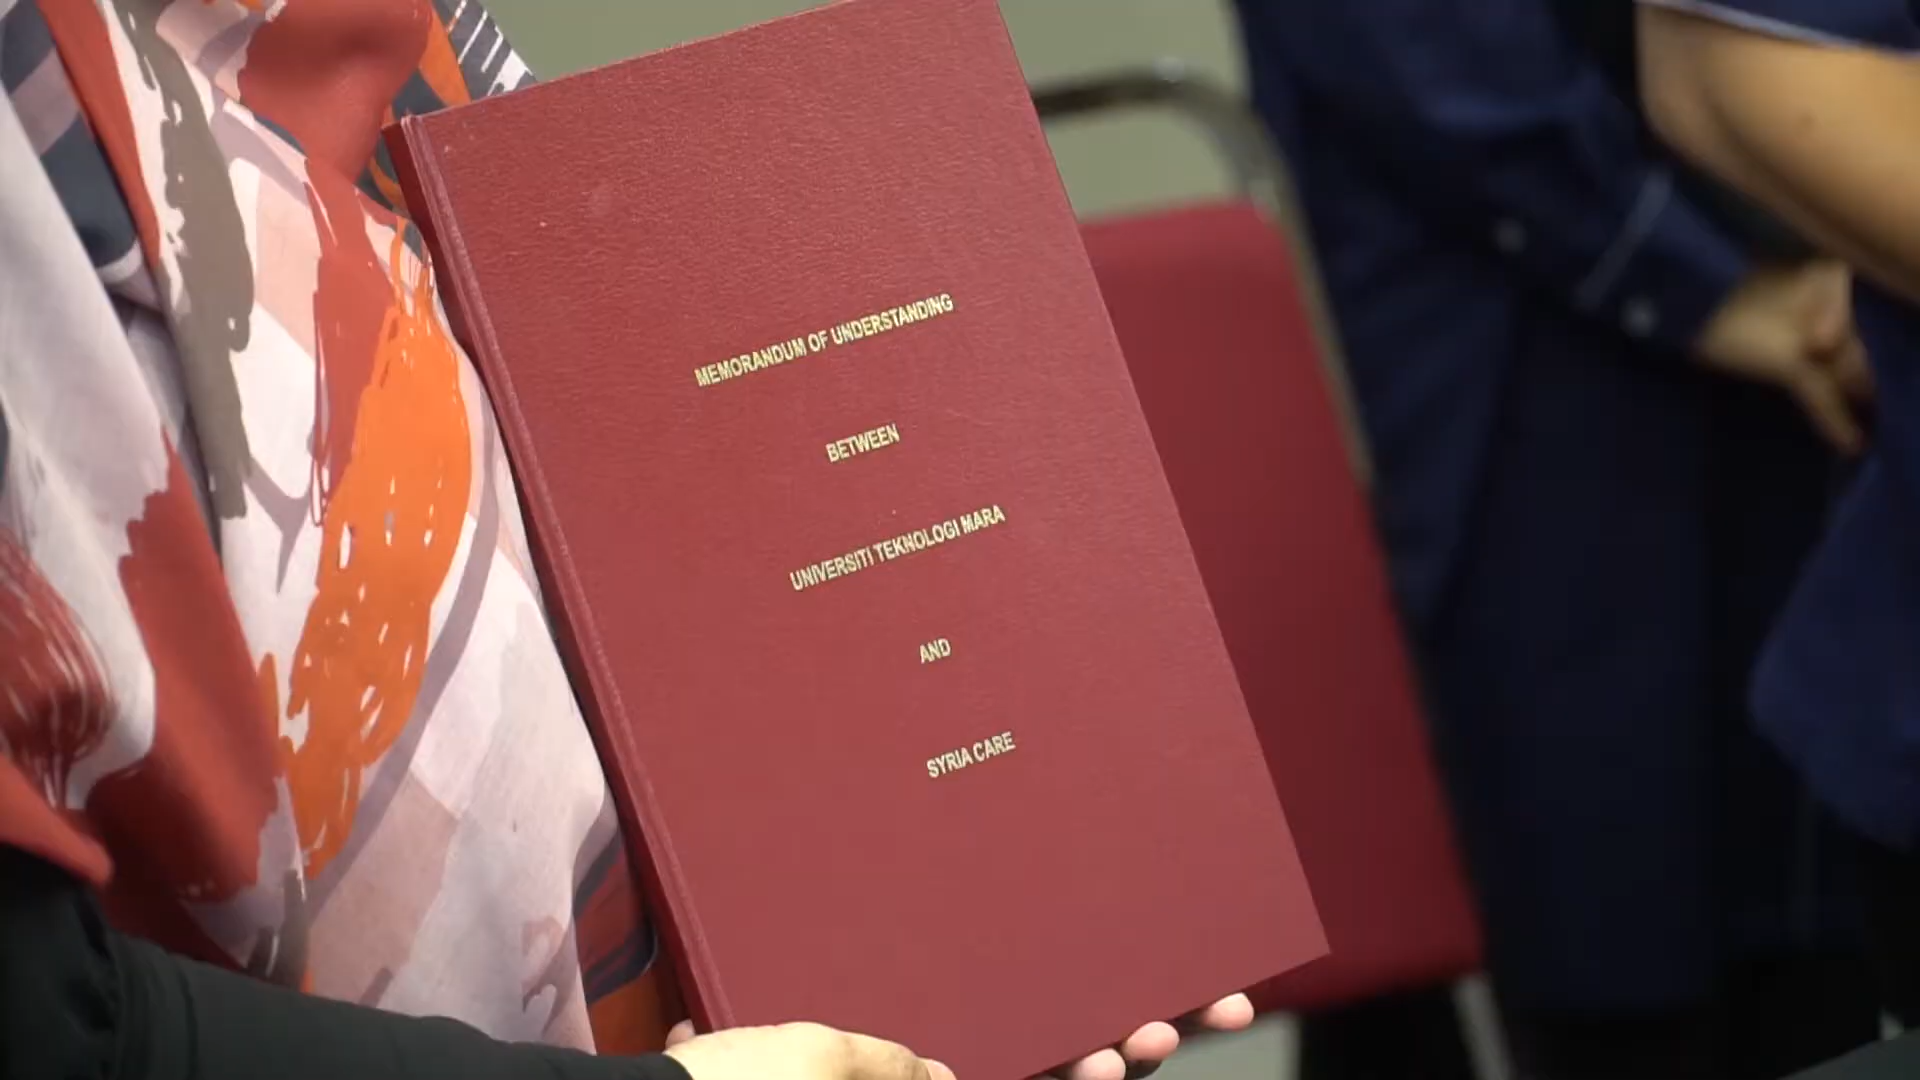 MEMORANDUM OF UNDERSTANDING
BETWEEN
UNIVERSITI TEKNOLOGI MARA
AND
SYRIA CARE